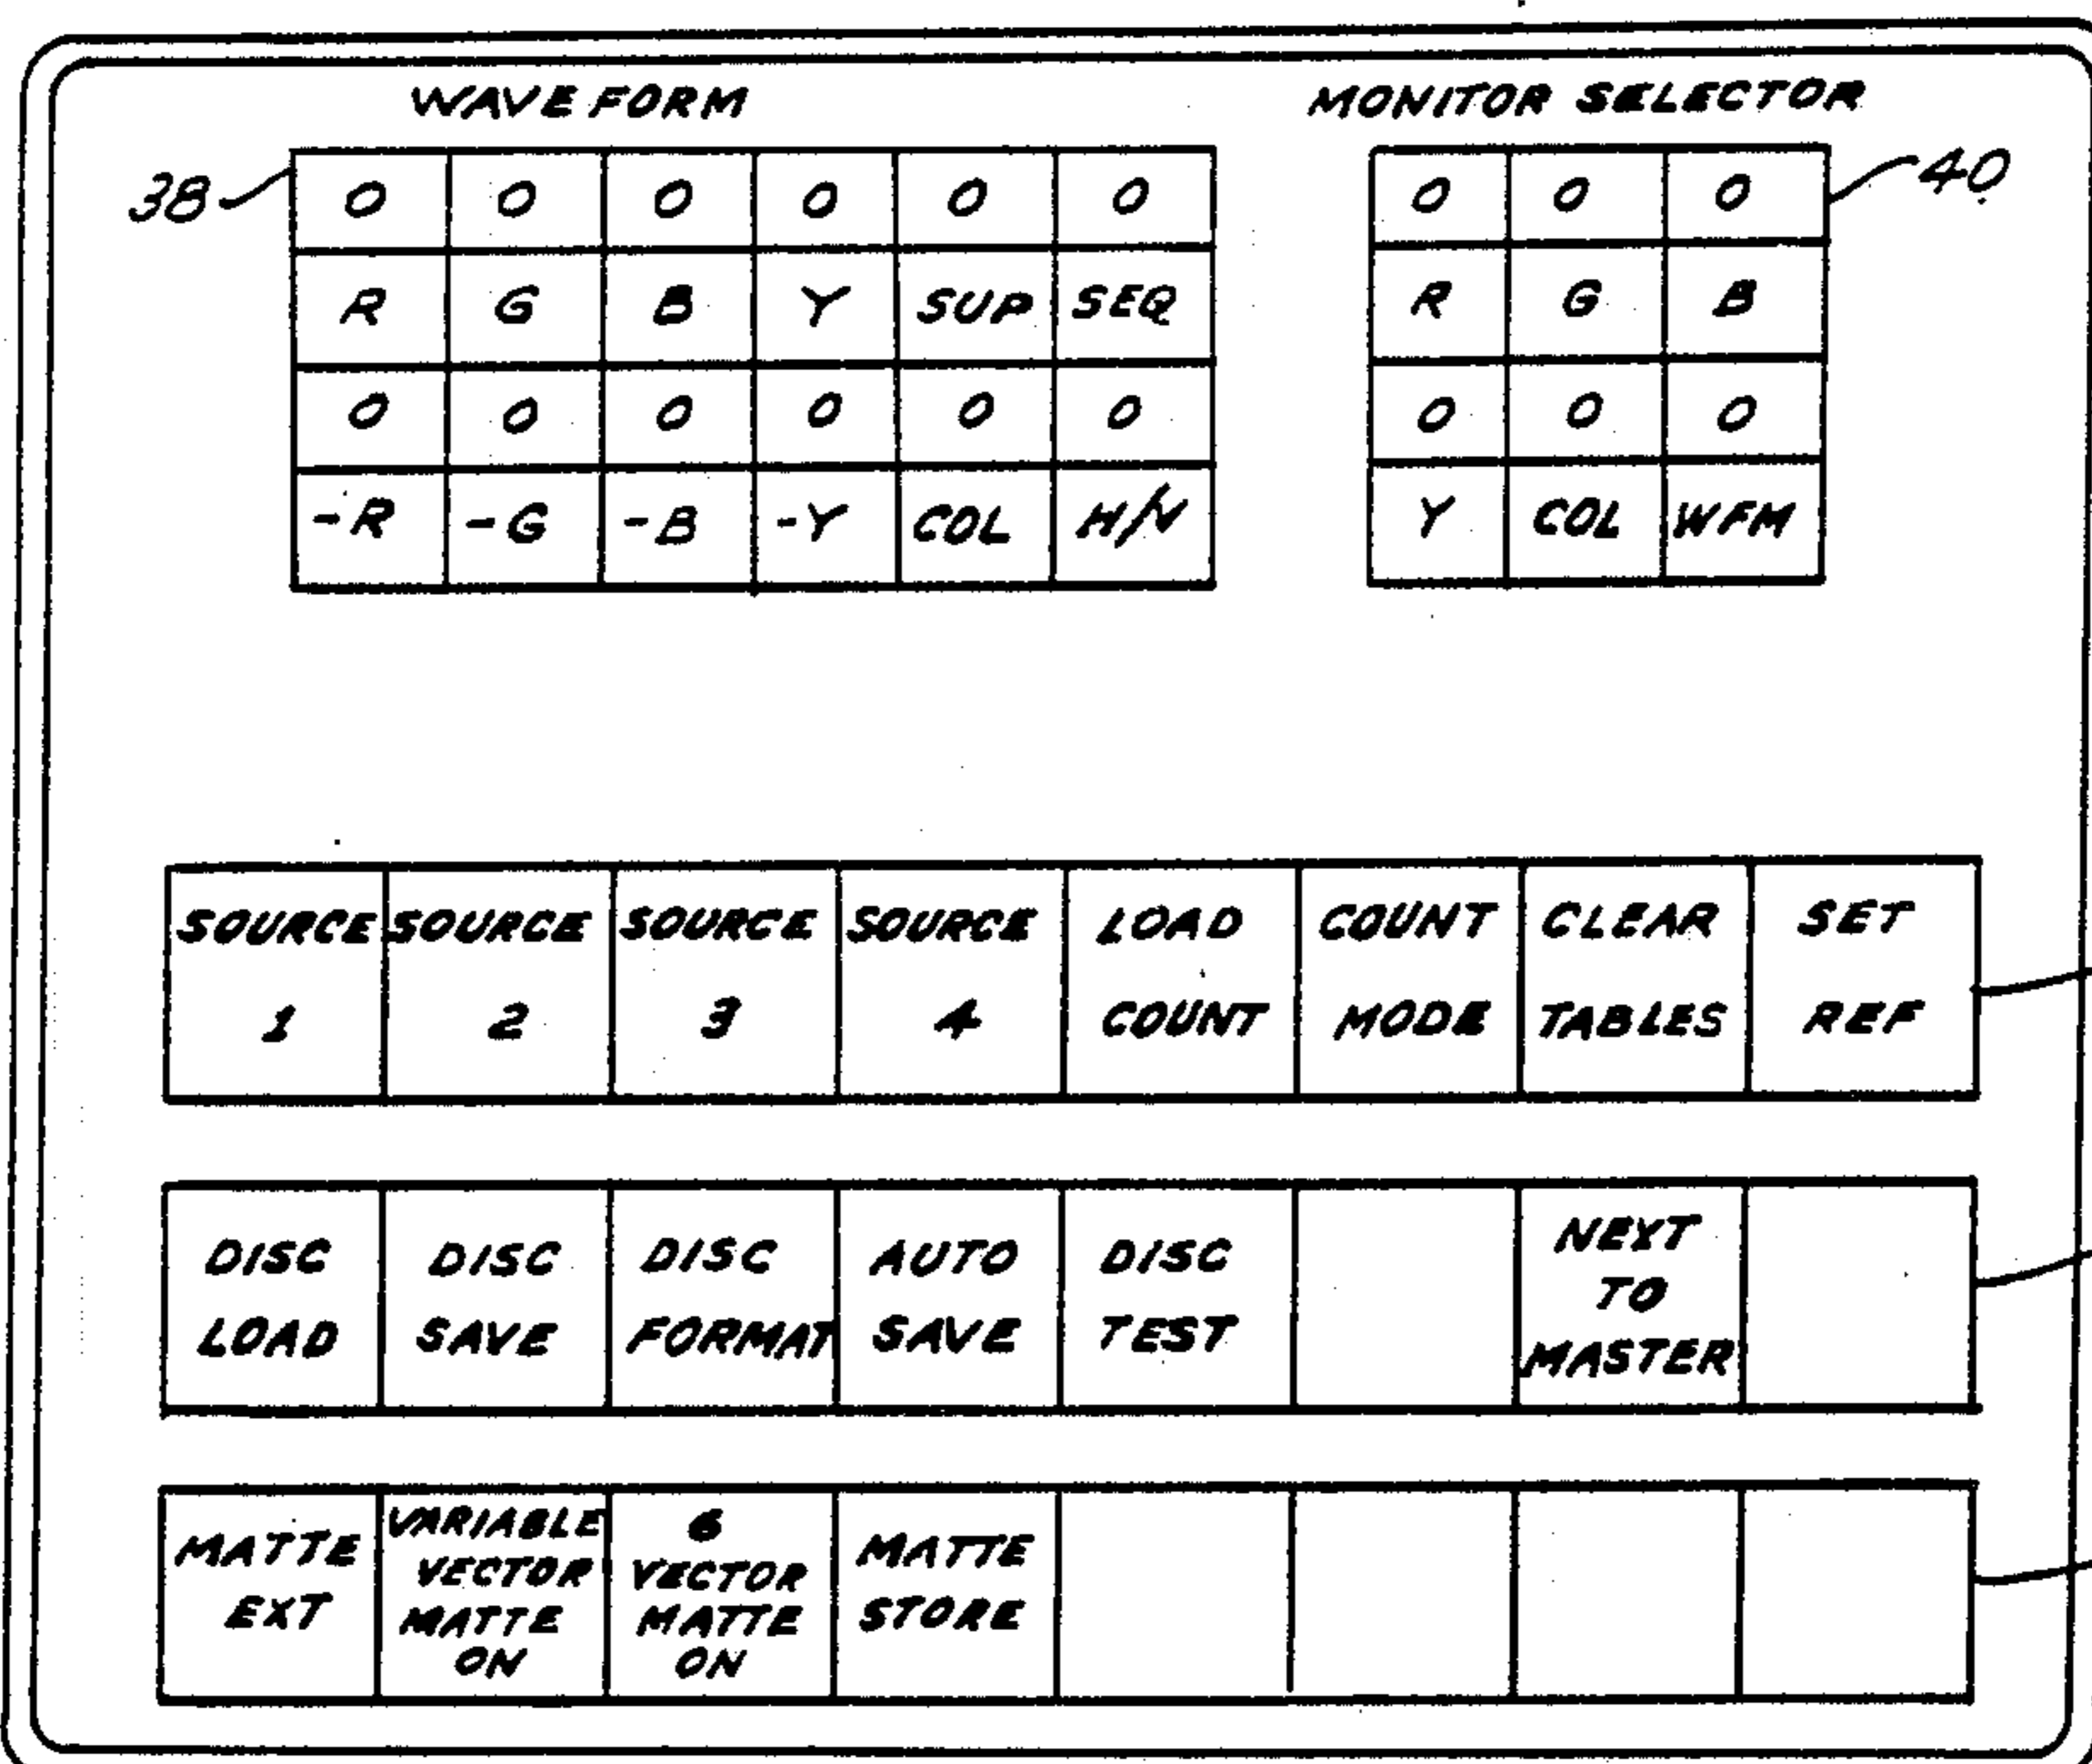 WAVE FORM
MONITOR SELECTOR
38
O O O O O O
R G B Y SUP SEQ
O O O O O O
-R -G -B -Y COL H/V
40
O O O
R G B
O O O
Y COL WFM
SOURCE 1
SOURCE 2
SOURCE 3
SOURCE 4
LOAD COUNT
COUNT MODE
CLEAR TABLES
SET REF
DISC LOAD
DISC SAVE
DISC FORMAT
AUTO SAVE
DISC TEST
NEXT TO MASTER
MATTE EXT
VARIABLE VECTOR MATTE ON
6 VECTOR MATTE ON
MATTE STORE